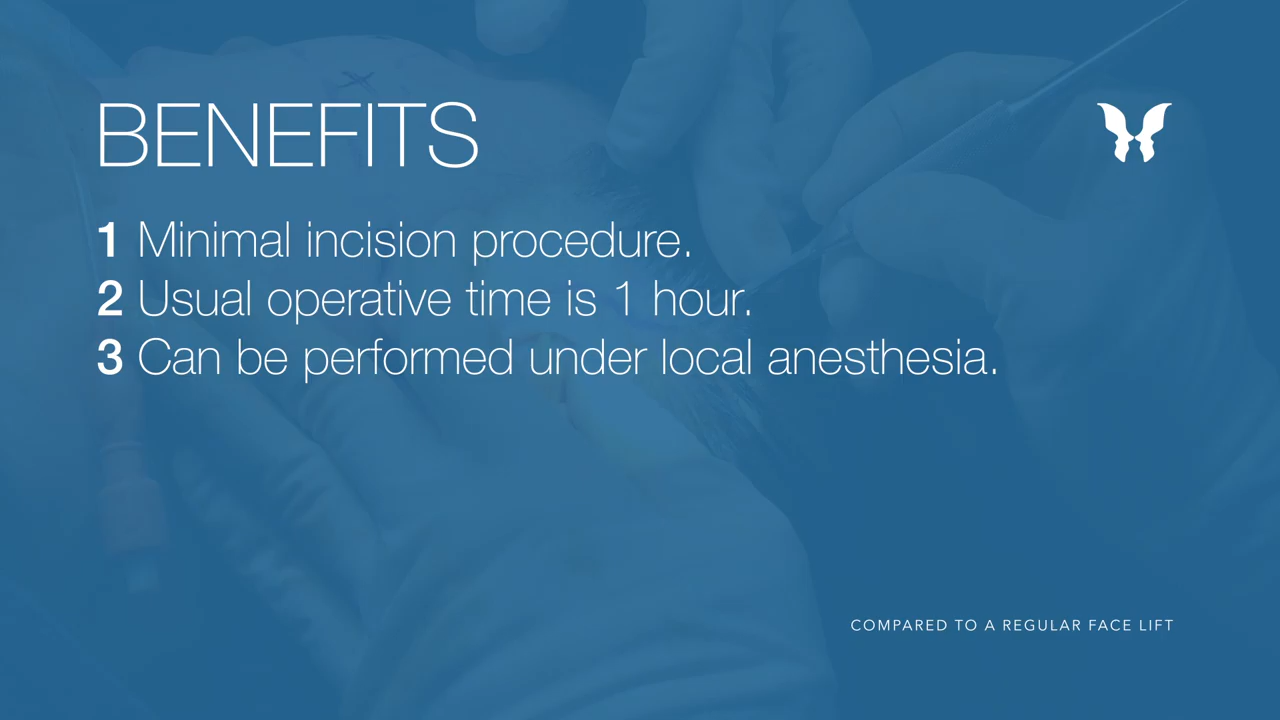 BENEFITS
1 Minimal incision procedure.
2 Usual operative time is 1 hour.
3 Can be performed under local anesthesia.
COMPARED TO A REGULAR FACE LIFT